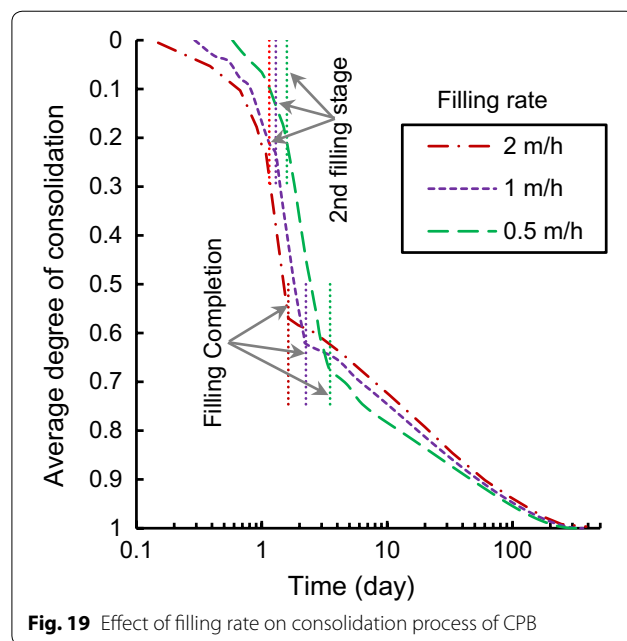 0
0.1
0.2
0.3
0.4
0.5
0.6
0.7
0.8
0.9
1
Average degree of consolidation
2nd filling stage
Filling Completion
Filling rate
2 m/h
1 m/h
0.5 m/h
0.1 1 10 100
Time (day)
Fig. 19 Effect of filling rate on consolidation process of CPB